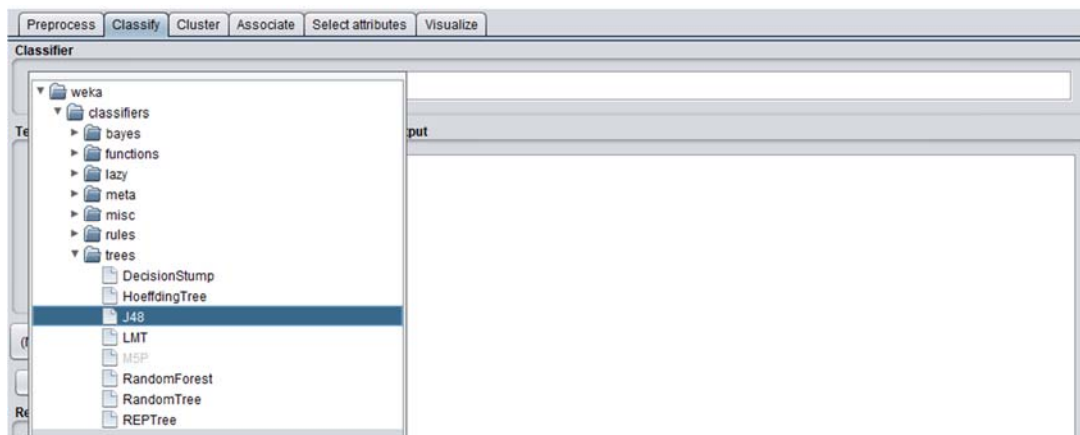 Preprocess Classify Cluster Associate Select attributes Visualize
Classifier
weka
classifiers
bayes
functions
lazy
meta
misc
rules
trees
DecisionStump
HoeffdingTree
J48
LMT
M5P
RandomForest
RandomTree
REPTree